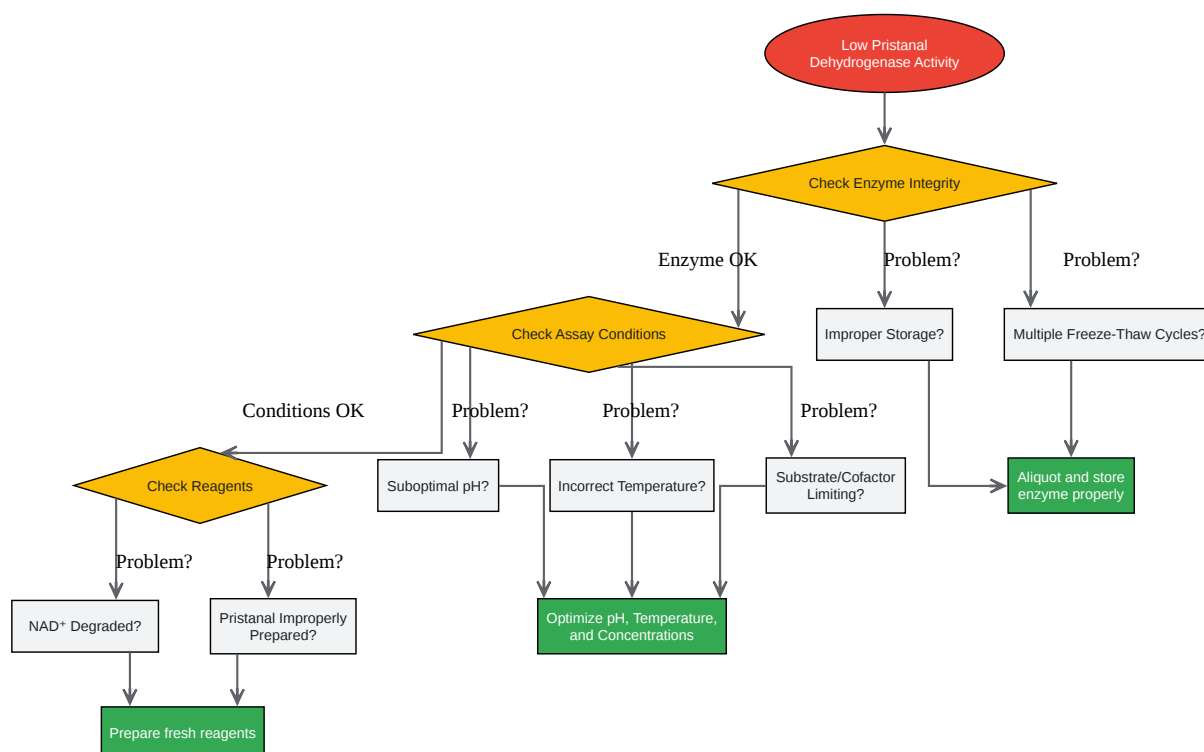 Low Pristanal
Dehydrogenase Activity
Check Enzyme Integrity
Enzyme OK
Problem?
Problem?
Check Assay Conditions
Improper Storage?
Multiple Freeze-Thaw Cycles?
Conditions OK
Problem?
Problem?
Problem?
Check Reagents
Suboptimal pH?
Incorrect Temperature?
Substrate/Cofactor
Limiting?
Aliquot and store
enzyme properly
Problem?
Problem?
NAD⁺ Degraded?
Pristanal Improperly
Prepared?
Optimize pH, Temperature,
and Concentrations
Prepare fresh reagents